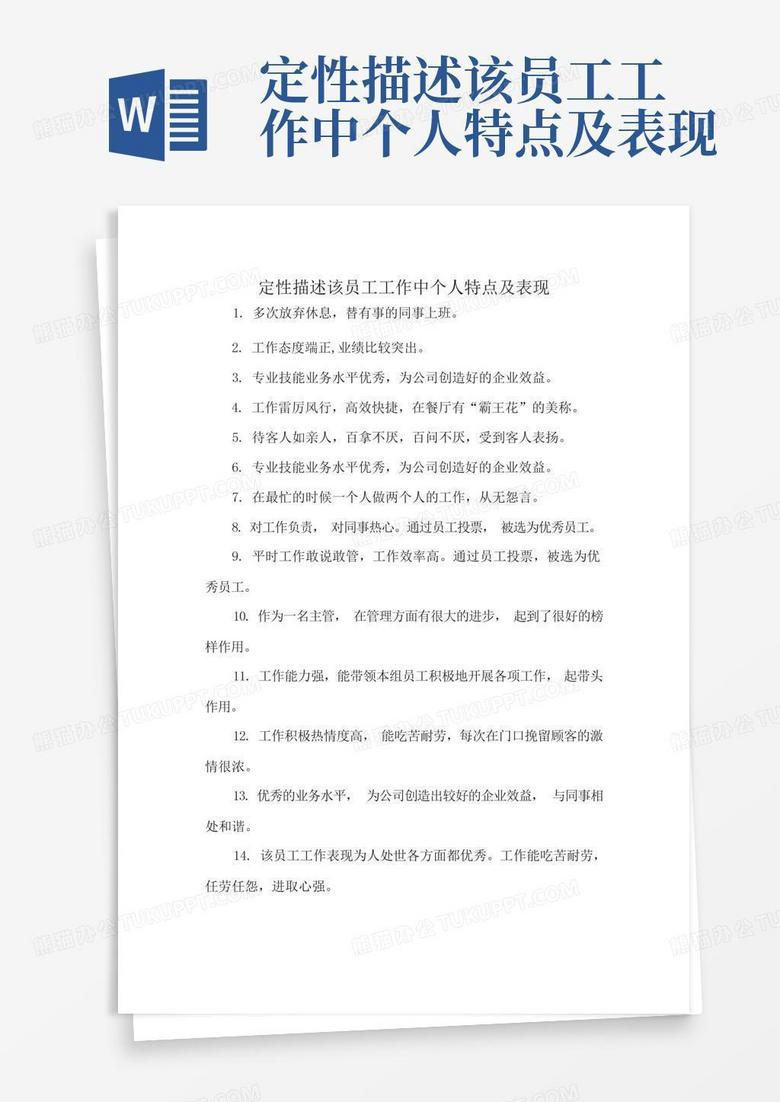 W
定性描述该员工工
作中个人特点及表现
定性描述该员工工作中个人特点及表现
1. 多次放弃休息，替有事的同事上班。
2. 工作态度端正,业绩比较突出。
3. 专业技能业务水平优秀，为公司创造好的企业效益。
4. 工作雷厉风行，高效快捷，在餐厅有“霸王花”的美称。
5. 待客人如亲人，百拿不厌，百问不厌，受到客人表扬。
6. 专业技能业务水平优秀，为公司创造好的企业效益。
7. 在最忙的时候一个人做两个人的工作，从无怨言。
8. 对工作负责， 对同事热心。通过员工投票， 被选为优秀员工。
9. 平时工作敢说敢管，工作效率高。通过员工投票，被选为优
秀员工。
10. 作为一名主管， 在管理方面有很大的进步， 起到了很好的榜
样作用。
11. 工作能力强，能带领本组员工积极地开展各项工作， 起带头
作用。
12. 工作积极热情度高， 能吃苦耐劳，每次在门口挽留顾客的激
情很浓。
13. 优秀的业务水平， 为公司创造出较好的企业效益， 与同事相
处和谐。
14. 该员工工作表现为人处世各方面都优秀。工作能吃苦耐劳，
任劳任怨，进取心强。
熊猫办公TUKUPPT.COM